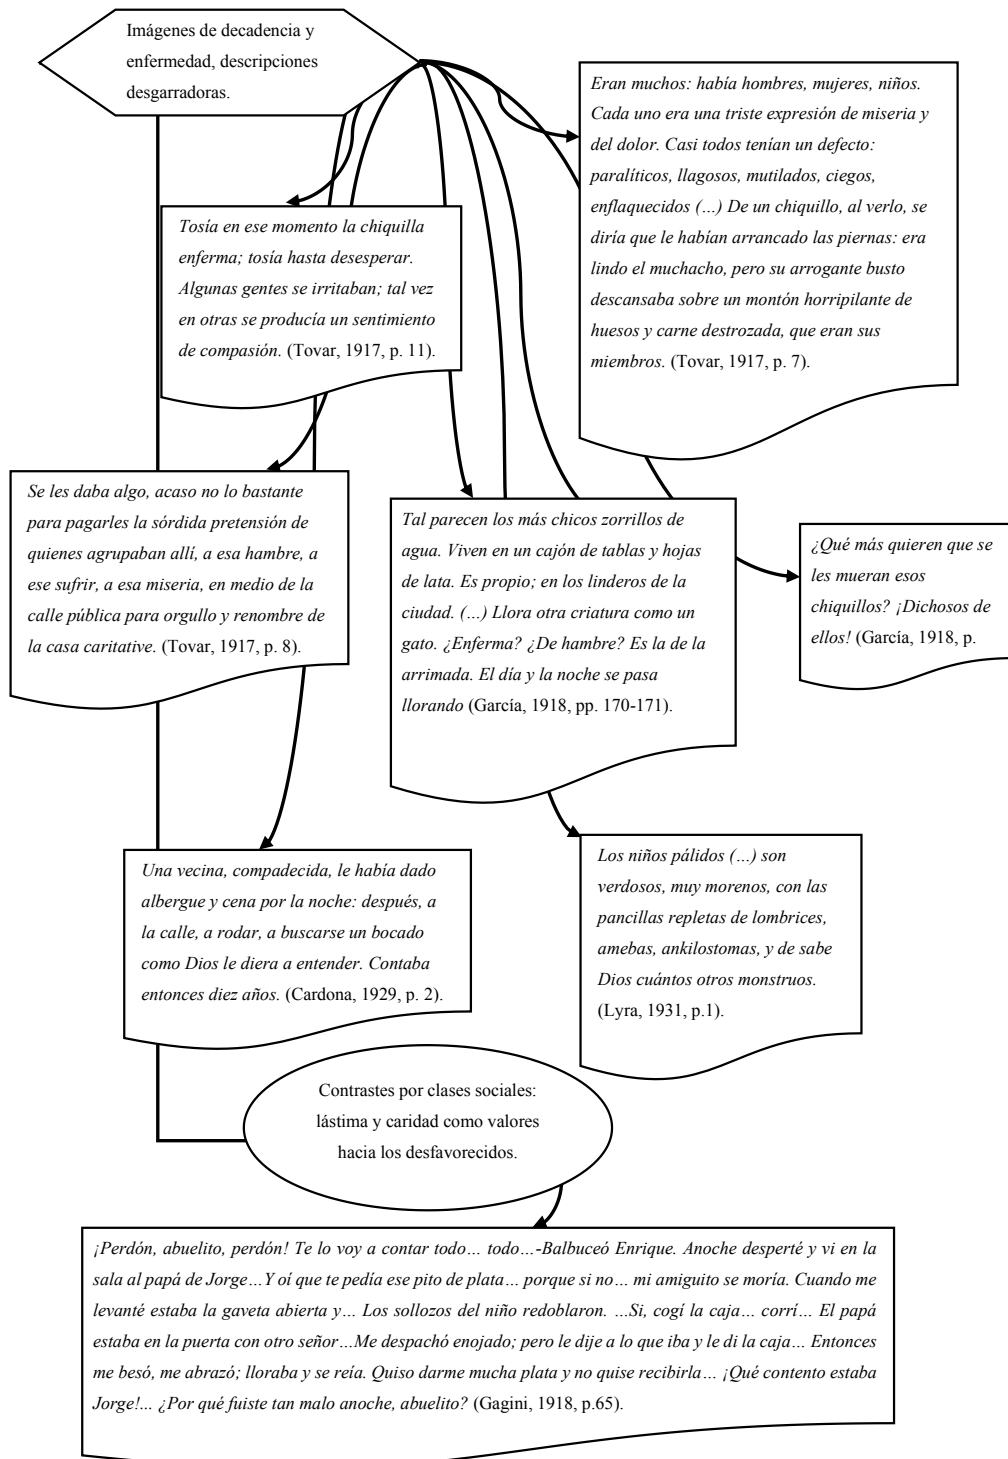 Imágenes de decadencia y
enfermedad, descripciones
desgarradoras.
Eran muchos: había hombres, mujeres, niños.
Cada uno era una triste expresión de miseria y
del dolor. Casi todos tenían un defecto:
paralíticos, llagosos, mutilados, ciegos,
enflaquecidos (…) De un chiquillo, al verlo, se
diría que le habían arrancado las piernas: era
lindo el muchacho, pero su arrogante busto
descansaba sobre un montón horripilante de
huesos y carne destrozada, que eran sus
miembros. (Tovar, 1917, p. 7).
Tosía en ese momento la chiquilla
enferma; tosía hasta desesperar.
Algunas gentes se irritaban; tal vez
en otras se producía un sentimiento
de compasión. (Tovar, 1917, p. 11).
Se les daba algo, acaso no lo bastante
para pagarles la sórdida pretensión de
quienes agrupaban allí, a esa hambre, a
ese sufrir, a esa miseria, en medio de la
calle pública para orgullo y renombre de
la casa caritative. (Tovar, 1917, p. 8).
Tal parecen los más chicos zorrillos de
agua. Viven en un cajón de tablas y hojas
de lata. Es propio; en los linderos de la
ciudad. (…) Llora otra criatura como un
gato. ¿Enferma? ¿De hambre? Es la de la
arrimada. El día y la noche se pasa
llorando (García, 1918, pp. 170-171).
¿Qué más quieren que se
les mueran esos
chiquillos? ¡Dichosos de
ellos! (García, 1918, p.
Una vecina, compadecida, le había dado
albergue y cena por la noche: después, a
la calle, a rodar, a buscarse un bocado
como Dios le diera a entender. Contaba
entonces diez años. (Cardona, 1929, p. 2).
Los niños pálidos (…) son
verdosos, muy morenos, con las
pancillas repletas de lombrices,
amebas, ankilostomas, y de sabe
Dios cuántos otros monstruos.
(Lyra, 1931, p.1).
Contrastes por clases sociales:
lástima y caridad como valores
hacia los desfavorecidos.
¡Perdón, abuelito, perdón! Te lo voy a contar todo… todo…-Balbuceó Enrique. Anoche desperté y vi en la
sala al papá de Jorge…Y oí que te pedía ese pito de plata… porque si no… mi amiguito se moría. Cuando me
levanté estaba la gaveta abierta y… Los sollozos del niño redoblaron. …Si, cogí la caja… corrí… El papá
estaba en la puerta con otro señor…Me despachó enojado; pero le dije a lo que iba y le di la caja… Entonces
me besó, me abrazó; lloraba y se reía. Quiso darme mucha plata y no quise recibirla… ¡Qué contento estaba
Jorge!... ¿Por qué fuiste tan malo anoche, abuelito? (Gagini, 1918, p.65).